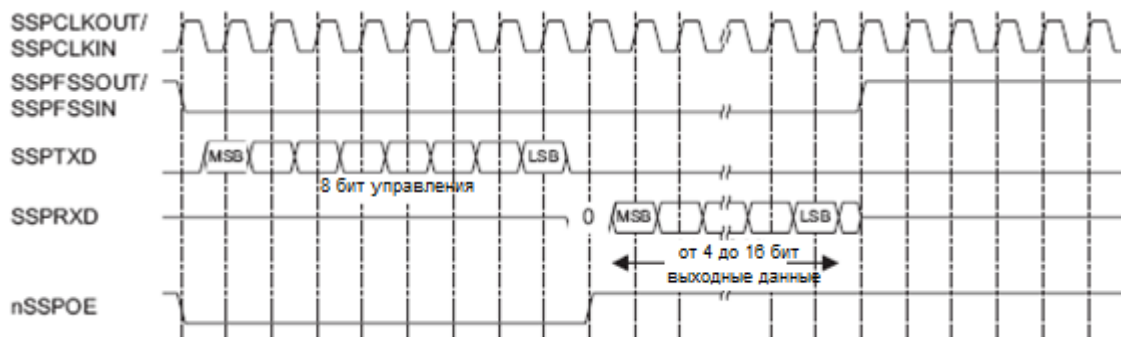 SSPCLKOUT/
SSPCLKIN
SSPFSSOUT/
SSPFSSIN
SSPTXD
MSB
LSB
8 бит управления
SSPRXD
0
MSB
LSB
от 4 до 16 бит
выходные данные
nSSPOE